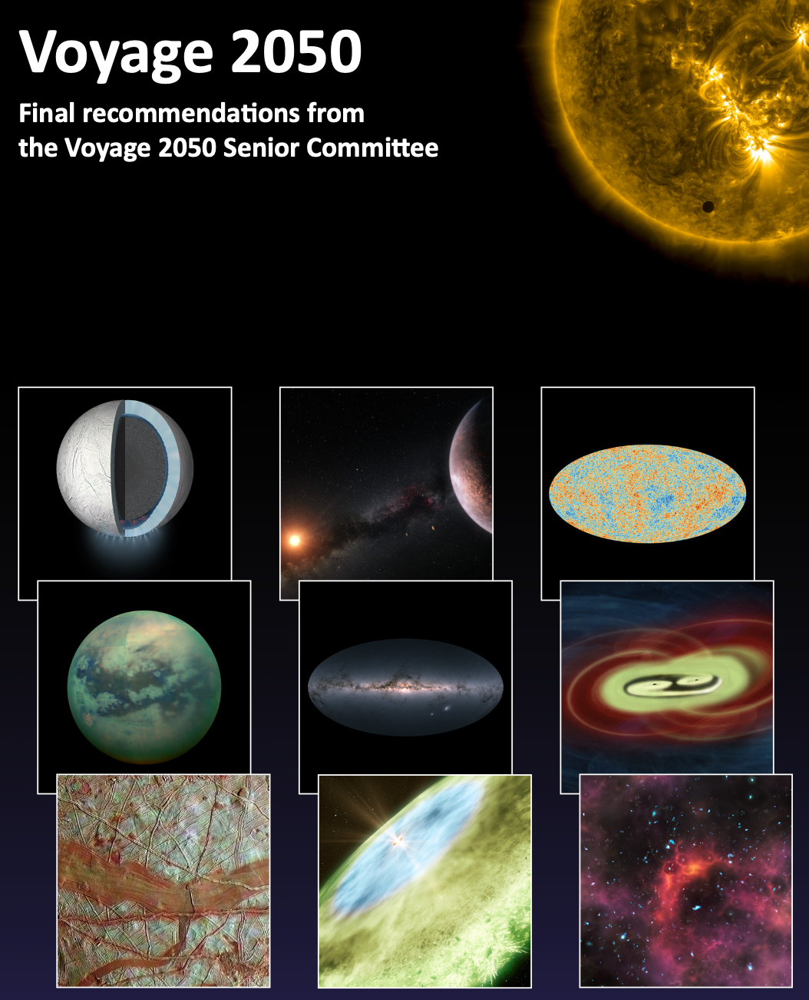 Voyage 2050
Final recommendations from
the Voyage 2050 Senior Committee